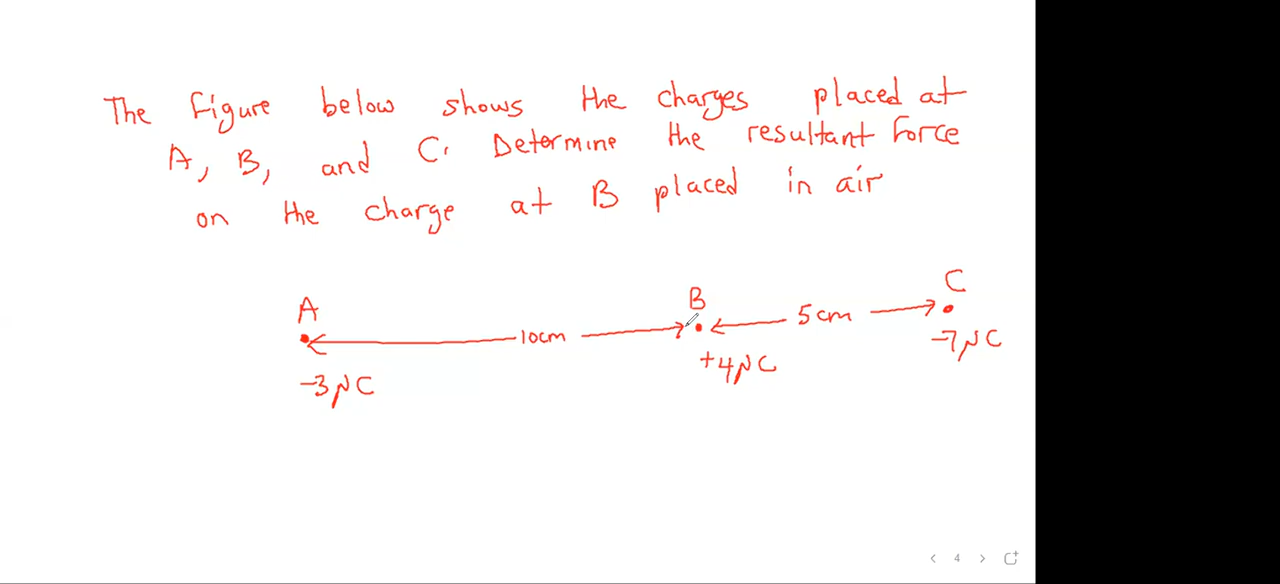 The Figure below shows the charges placed at
A, B, and C. Determine the resultant Force
on the charge at B placed in air
A B C
10cm 5cm
-3μC +4μC -7μC
4